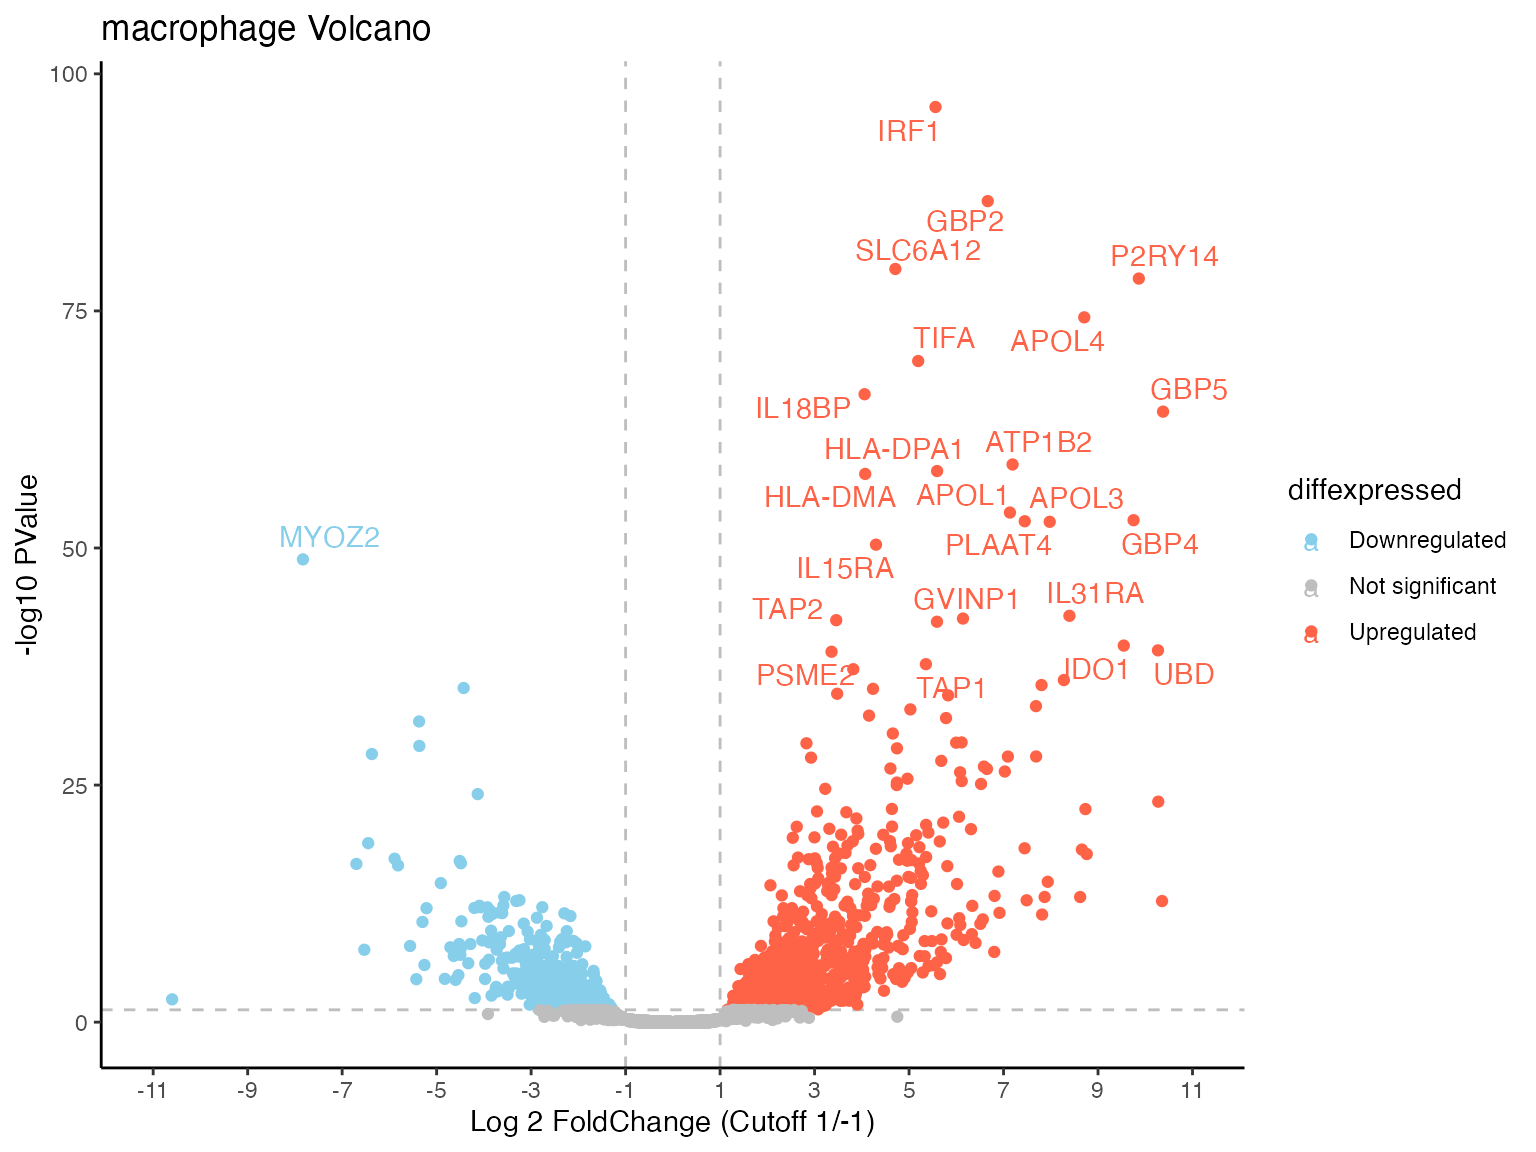 macrophage Volcano
100
75
50
25
0
-log10 PValue
IRF1
GBP2
SLC6A12
P2RY14
TIFA
APOL4
GBP5
IL18BP
HLA-DPA1
ATP1B2
HLA-DMA
APOL1
APOL3
MYOZ2
PLAAT4
GBP4
IL15RA
TAP2
GVINP1
IL31RA
PSME2
TAP1
IDO1
UBD
-11 -9 -7 -5 -3 -1 1 3 5 7 9 11
Log 2 FoldChange (Cutoff 1/-1)
diffexpressed
a Downregulated
a Not significant
a Upregulated